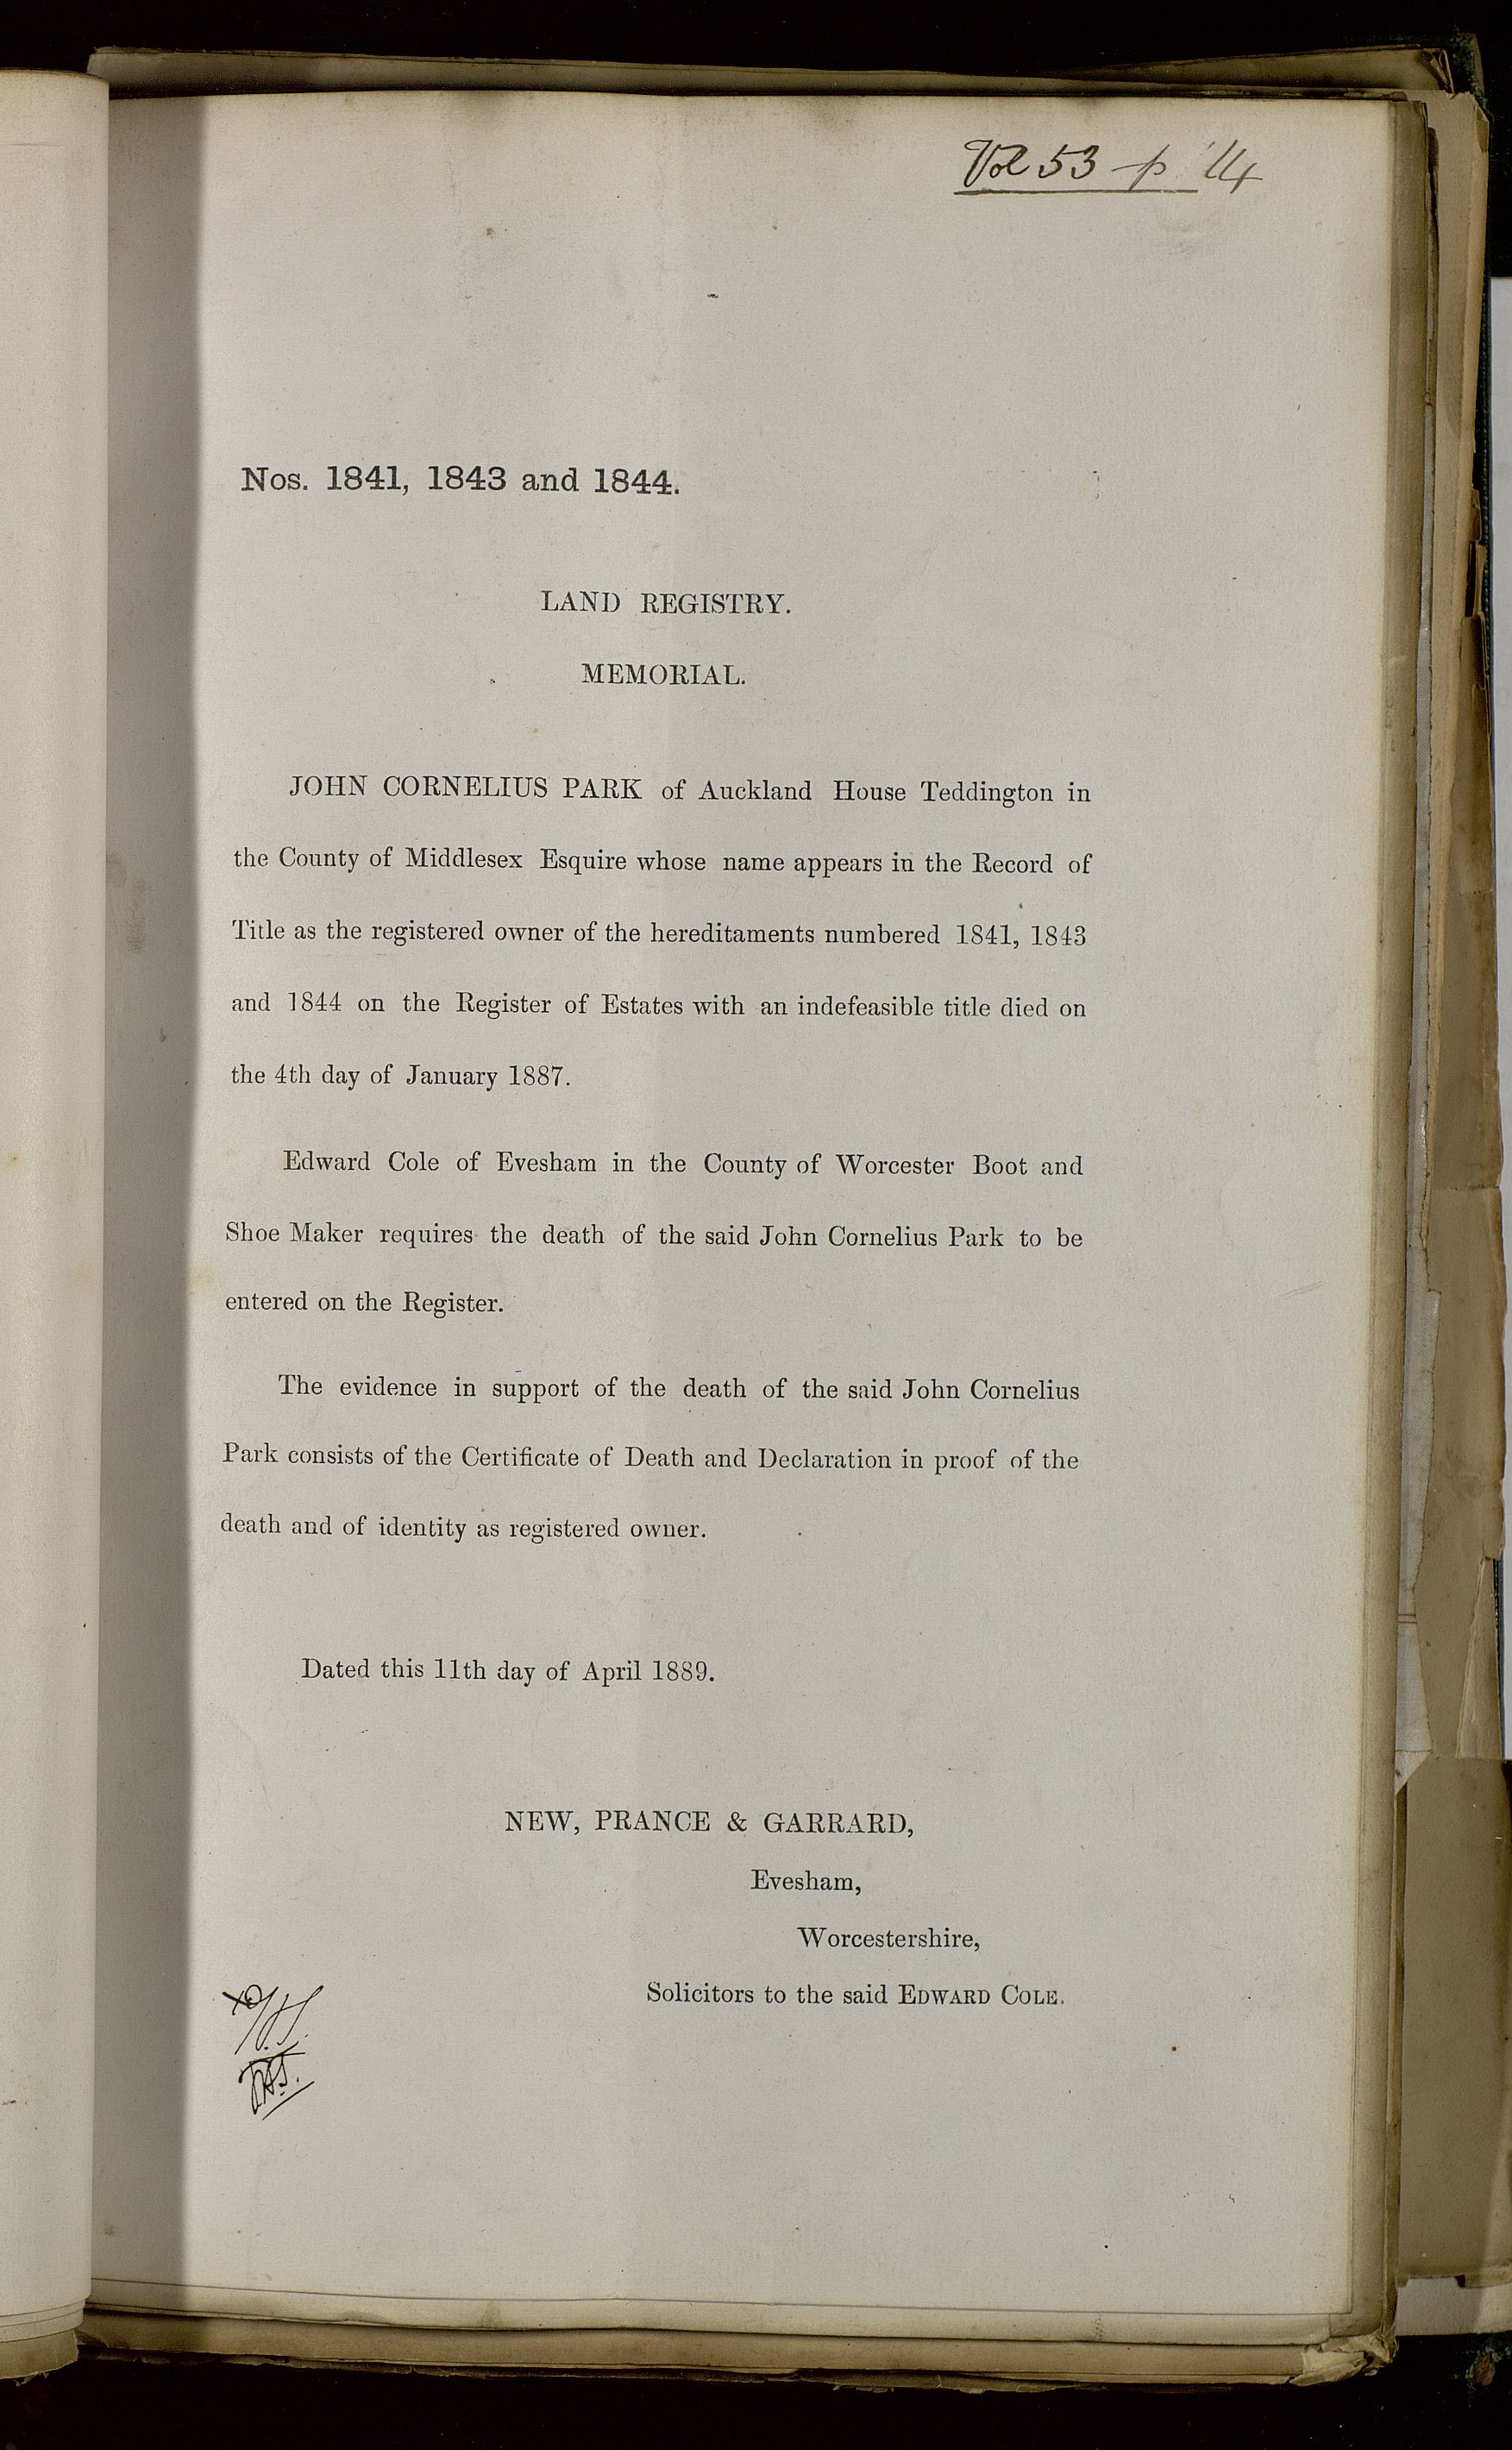 Vol 53 p 114
Nos. 1841, 1843 and 1844.
LAND REGISTRY.
MEMORIAL.
JOHN CORNELIUS PARK of Auckland House Teddington in
the County of Middlesex Esquire whose name appears in the Record of
Title as the registered owner of the hereditaments numbered 1841, 1843
and 1844 on the Register of Estates with an indefeasible title died on
the 4th day of January 1887.
Edward Cole of Evesham in the County of Worcester Boot and
Shoe Maker requires the death of the said John Cornelius Park to be
entered on the Register.
The evidence in support of the death of the said John Cornelius
Park consists of the Certificate of Death and Declaration in proof of the
death and of identity as registered owner.
Dated this 11th day of April 1889.
NEW, PRANCE & GARRARD,
Evesham,
Worcestershire,
Solicitors to the said EDWARD COLE.